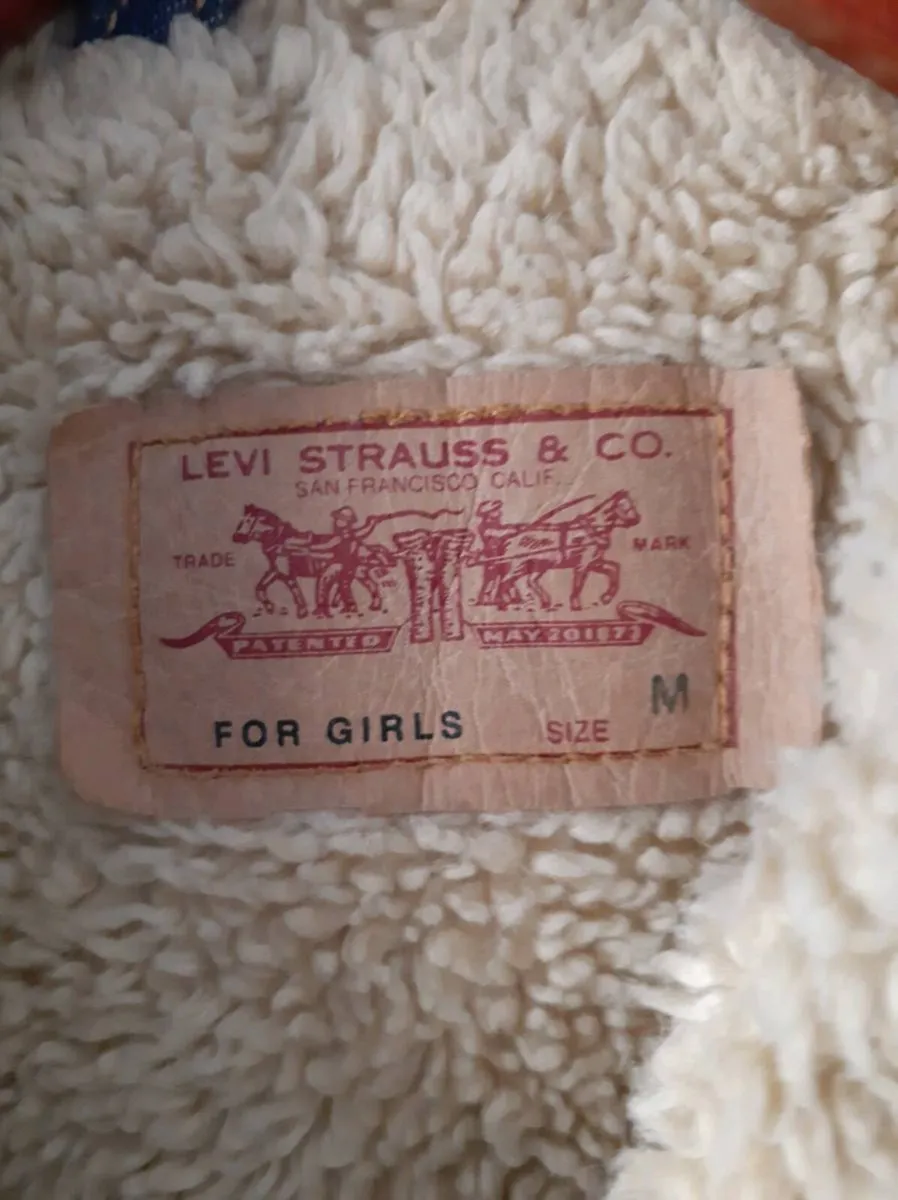 LEVI STRAUSS & CO.
SAN FRANCISCO CALIF.
TRADE MARK
PATENTED MAY 20 1873
FOR GIRLS SIZE M